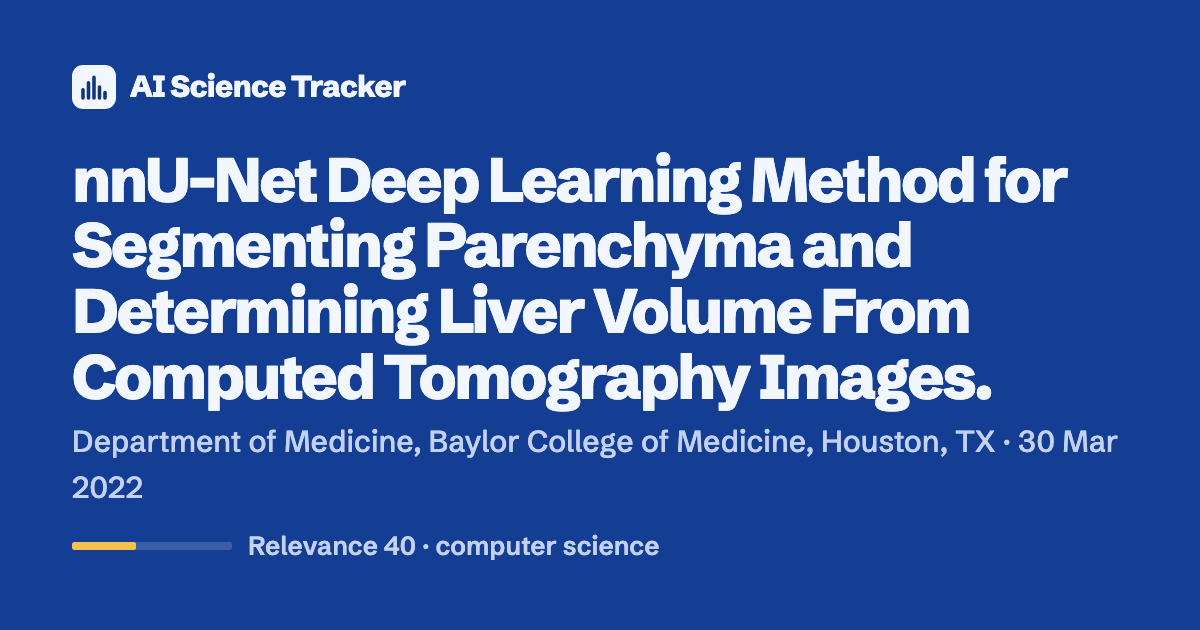 AI Science Tracker
nnU-Net Deep Learning Method for
Segmenting Parenchyma and
Determining Liver Volume From
Computed Tomography Images.
Department of Medicine, Baylor College of Medicine, Houston, TX · 30 Mar
2022
Relevance 40 · computer science